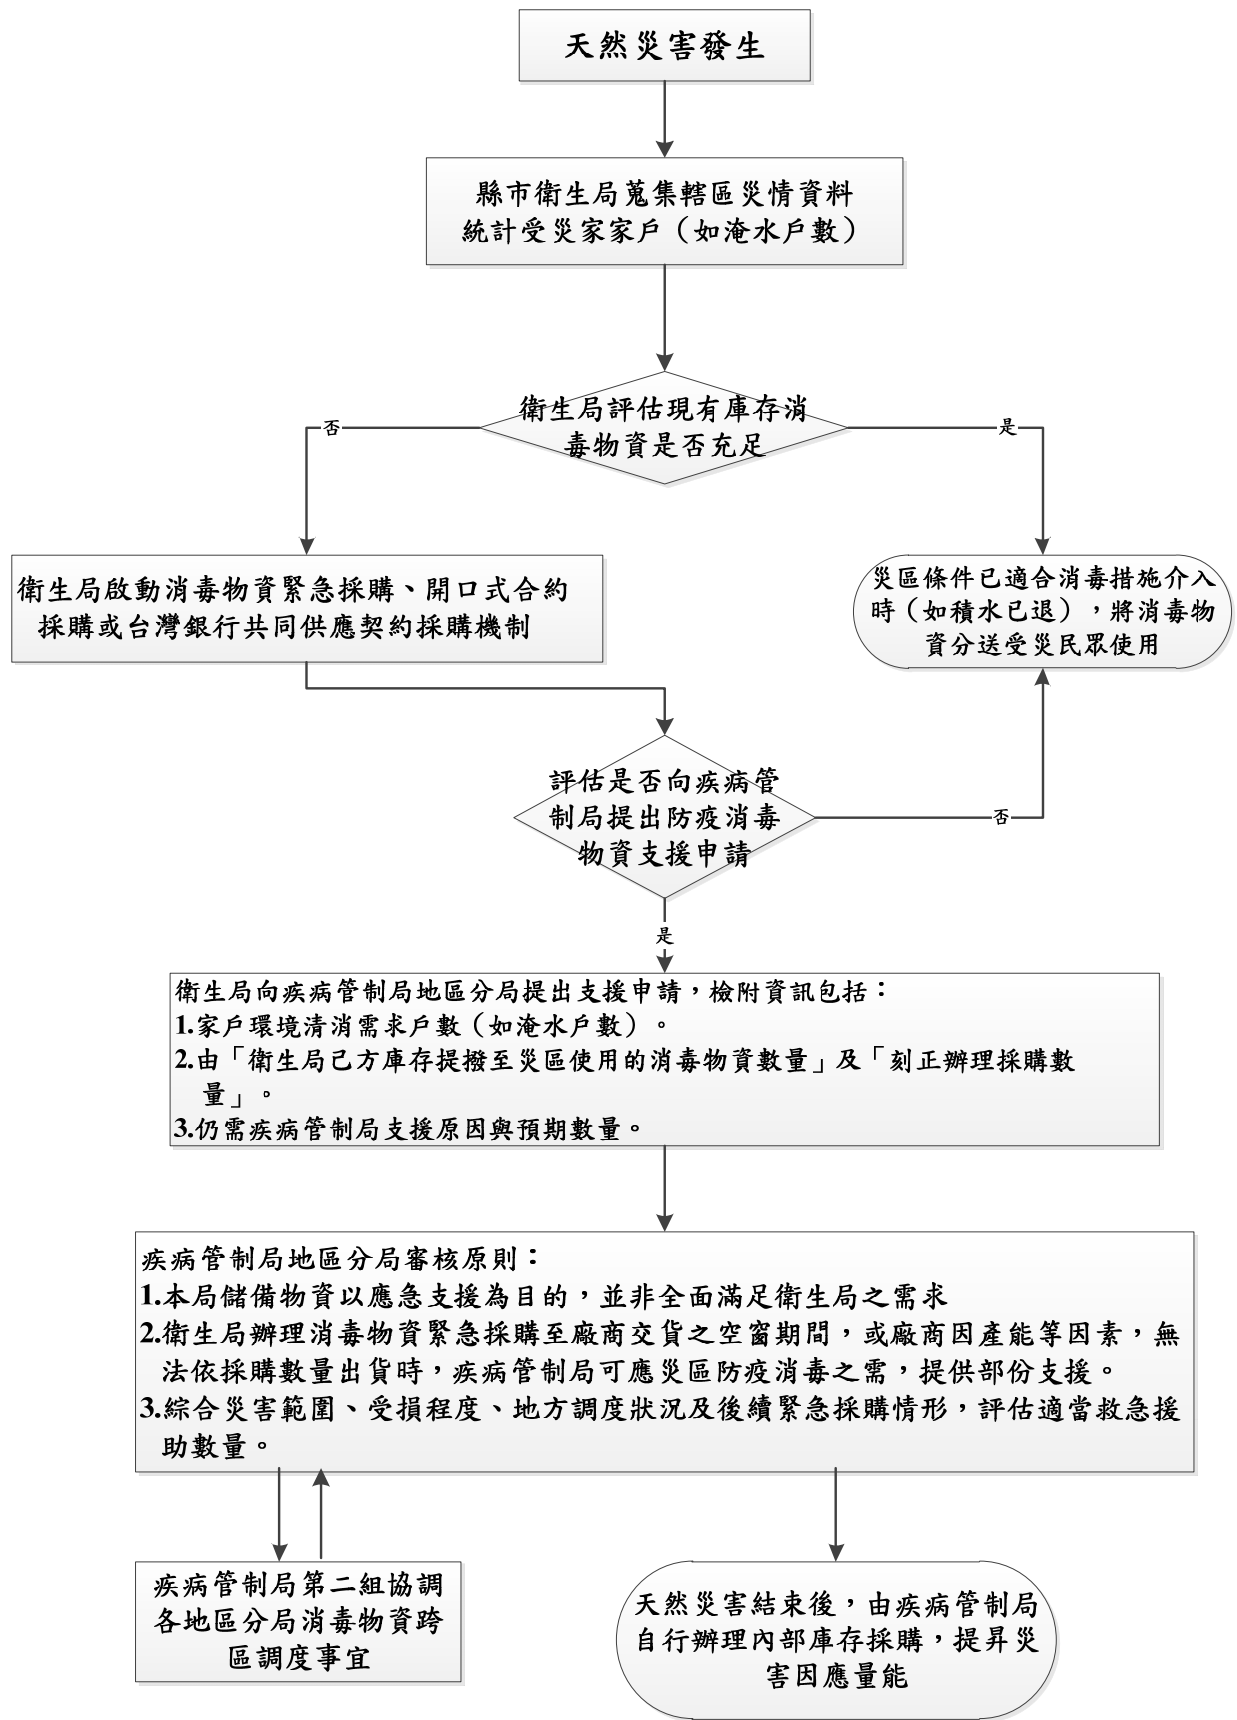 天然災害發生
縣市衛生局蒐集轄區災情資料
統計受災家家戶（如淹水戶數）
衛生局評估現有庫存消
毒物資是否充足
否
是
衛生局啟動消毒物資緊急採購、開口式合約
採購或台灣銀行共同供應契約採購機制
災區條件已適合消毒措施介入
時（如積水已退），將消毒物
資分送受災民眾使用
評估是否向疾病管
制局提出防疫消毒
物資支援申請
否
是
衛生局向疾病管制局地區分局提出支援申請，檢附資訊包括：
1.家戶環境清消需求戶數（如淹水戶數）。
2.由「衛生局己方庫存提撥至災區使用的消毒物資數量」及「刻正辦理採購數
量」。
3.仍需疾病管制局支援原因與預期數量。
疾病管制局地區分局審核原則：
1.本局儲備物資以應急支援為目的，並非全面滿足衛生局之需求
2.衛生局辦理消毒物資緊急採購至廠商交貨之空窗期間，或廠商因產能等因素，無
法依採購數量出貨時，疾病管制局可應災區防疫消毒之需，提供部份支援。
3.綜合災害範圍、受損程度、地方調度狀況及後續緊急採購情形，評估適當救急援
助數量。
疾病管制局第二組協調
各地區分局消毒物資跨
區調度事宜
天然災害結束後，由疾病管制局
自行辦理內部庫存採購，提昇災
害因應量能